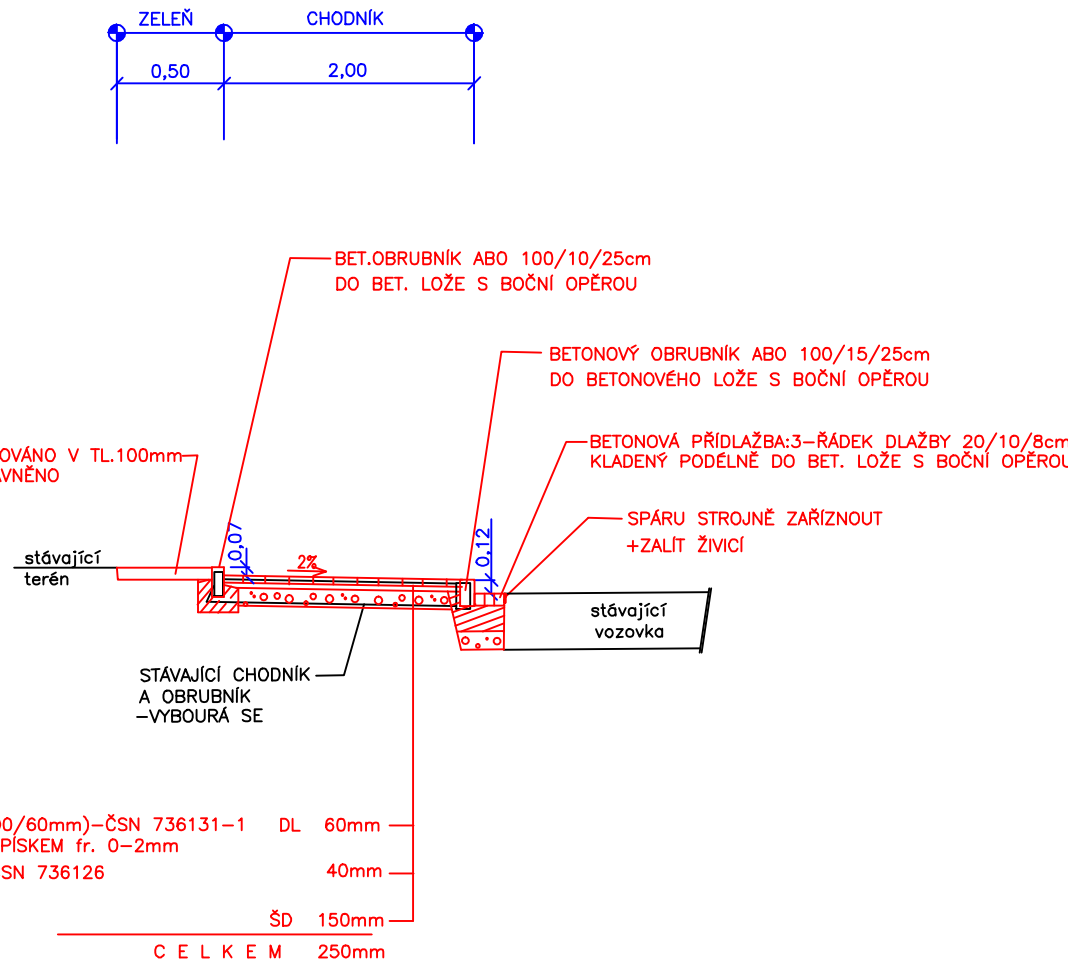 ZELEŇ CHODNÍK
0,50 2,00
BET.OBRUBNÍK ABO 100/10/25cm
DO BET. LOŽE S BOČNÍ OPĚROU
BETONOVÝ OBRUBNÍK ABO 100/15/25cm
DO BETONOVÉHO LOŽE S BOČNÍ OPĚROU
BETONOVÁ PŘÍDLAŽBA:3-ŘÁDEK DLAŽBY 20/10/8cm
KLADENÝ PODÉLNĚ DO BET. LOŽE S BOČNÍ OPĚROU
OVÁNO V TL.100mm
AVNĚNO
SPÁRU STROJNĚ ZAŘÍZNOUT
+ZALÍT ŽIVICÍ
0,07
0,12
2%
stávající
terén
stávající
vozovka
STÁVAJÍCÍ CHODNÍK
A OBRUBNÍK
-VYBOURÁ SE
00/60mm)-ČSN 736131-1 DL 60mm
PÍSKEM fr. 0-2mm
SN 736126 40mm
ŠD 150mm
C E L K E M 250mm